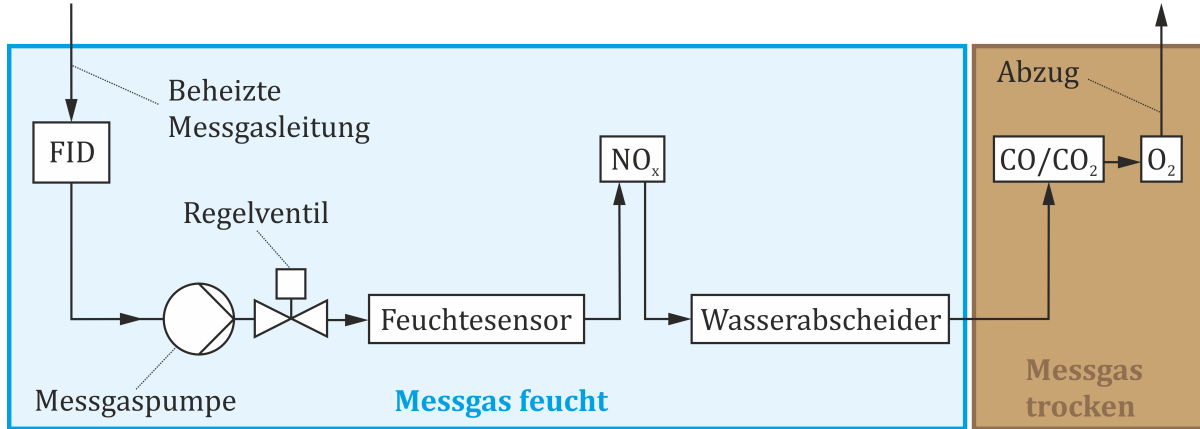 Abzug
Beheizte
Messgasleitung
FID
NOₓ
CO/CO₂
O₂
Regelventil
Feuchtesensor
Wasserabscheider
Messgaspumpe
Messgas feucht
Messgas
trocken